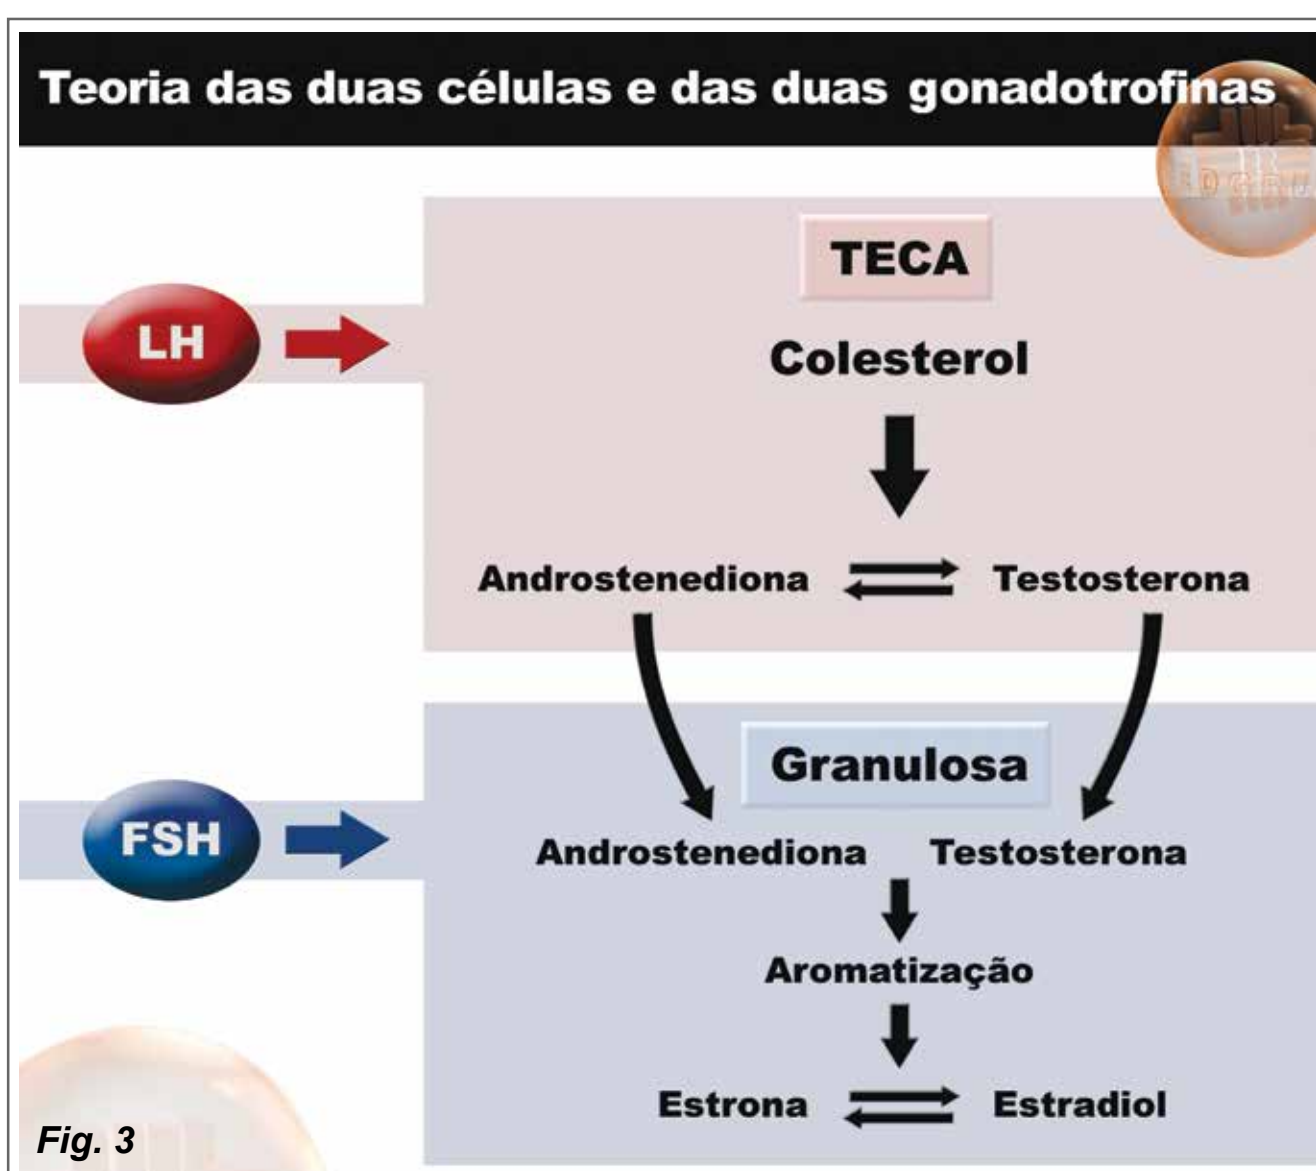 Teoria das duas células e das duas gonadotrofinas
TECA
LH
Colesterol
Androstenediona Testosterona
Granulosa
FSH
Androstenediona Testosterona
Aromatização
Estrona Estradiol
Fig. 3